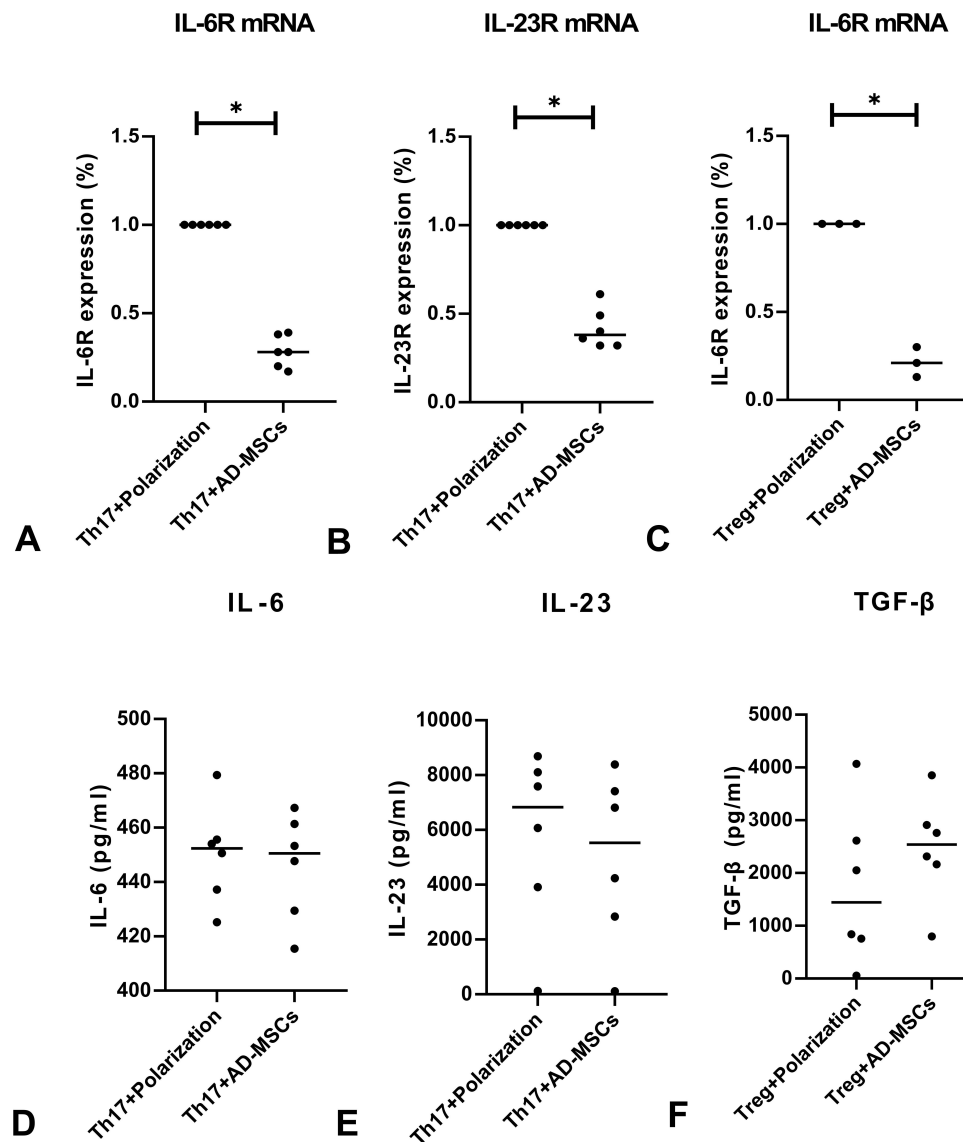 IL-6R mRNA
IL-23R mRNA
IL-6R mRNA
*
*
*
IL-6R expression (%)
1.5
1.0
0.5
0.0
Th17+Polarization
Th17+AD-MSCs
A
IL-23R expression (%)
1.5
1.0
0.5
0.0
Th17+Polarization
Th17+AD-MSCs
B
IL-6R expression (%)
1.5
1.0
0.5
0.0
Treg+Polarization
Treg+AD-MSCs
C
IL-6
IL-23
TGF-β
IL-6 (pg/ml)
500
480
460
440
420
400
Th17+Polarization
Th17+AD-MSCs
D
IL-23 (pg/ml)
10000
8000
6000
4000
2000
0
Th17+Polarization
Th17+AD-MSCs
E
TGF-β (pg/ml)
5000
4000
3000
2000
1000
0
Treg+Polarization
Treg+AD-MSCs
F